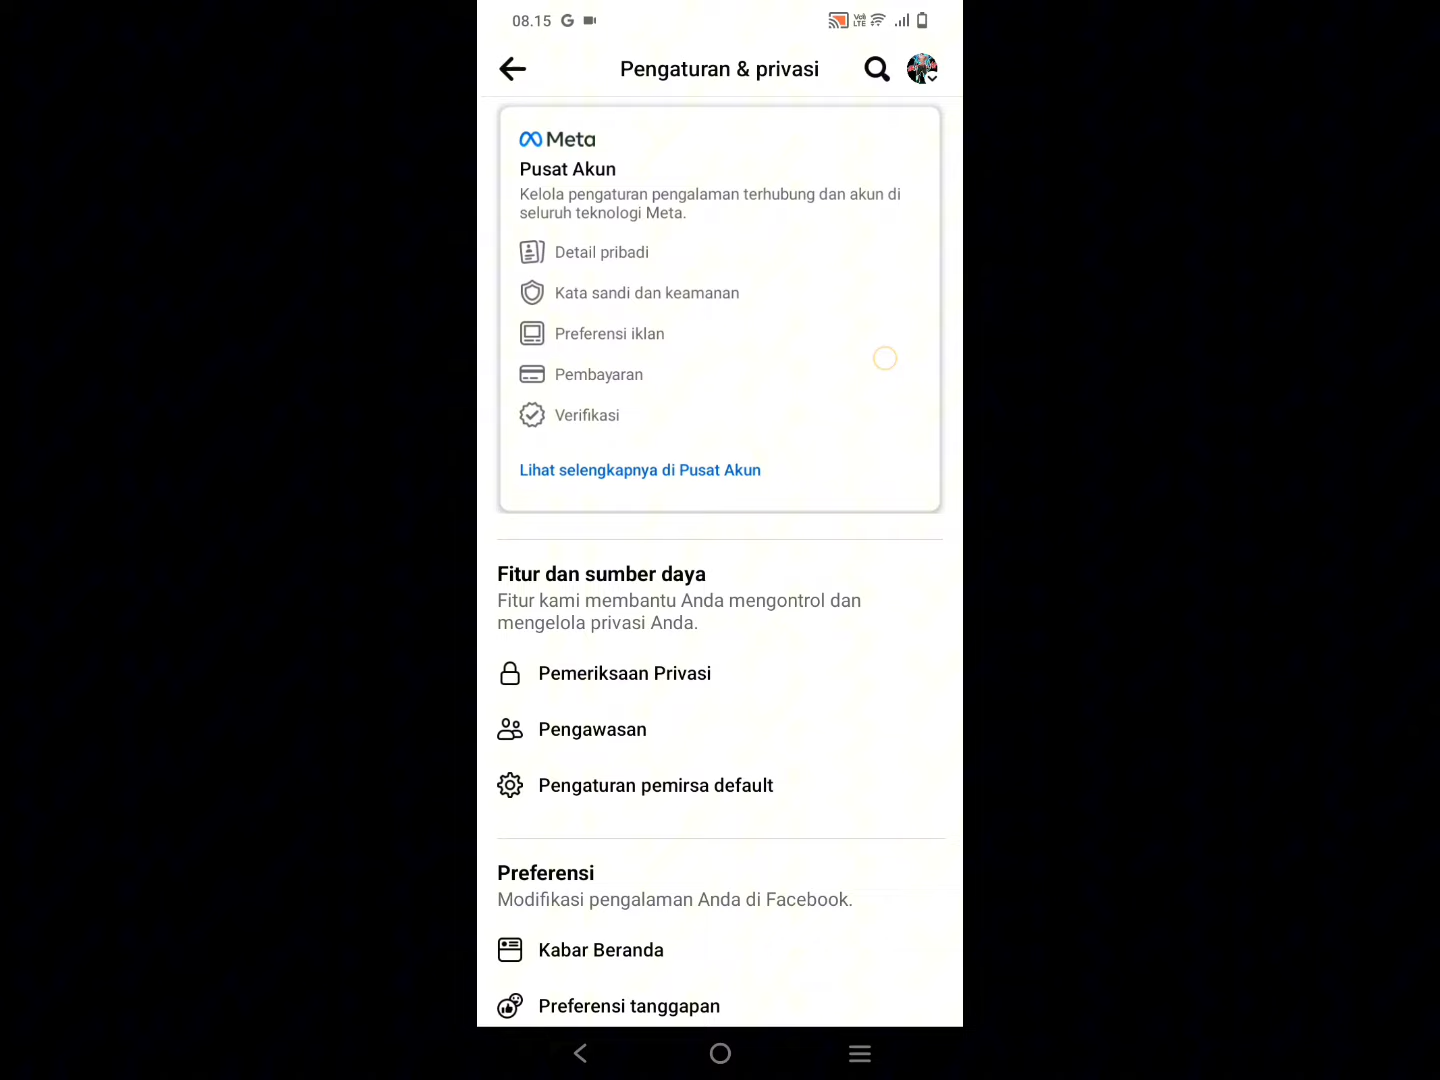 08.15
Vo)) LTE
Pengaturan & privasi
Meta
Pusat Akun
Kelola pengaturan pengalaman terhubung dan akun di
seluruh teknologi Meta.
Detail pribadi
Kata sandi dan keamanan
Preferensi iklan
Pembayaran
Verifikasi
Lihat selengkapnya di Pusat Akun
Fitur dan sumber daya
Fitur kami membantu Anda mengontrol dan
mengelola privasi Anda.
Pemeriksaan Privasi
Pengawasan
Pengaturan pemirsa default
Preferensi
Modifikasi pengalaman Anda di Facebook.
Kabar Beranda
Preferensi tanggapan